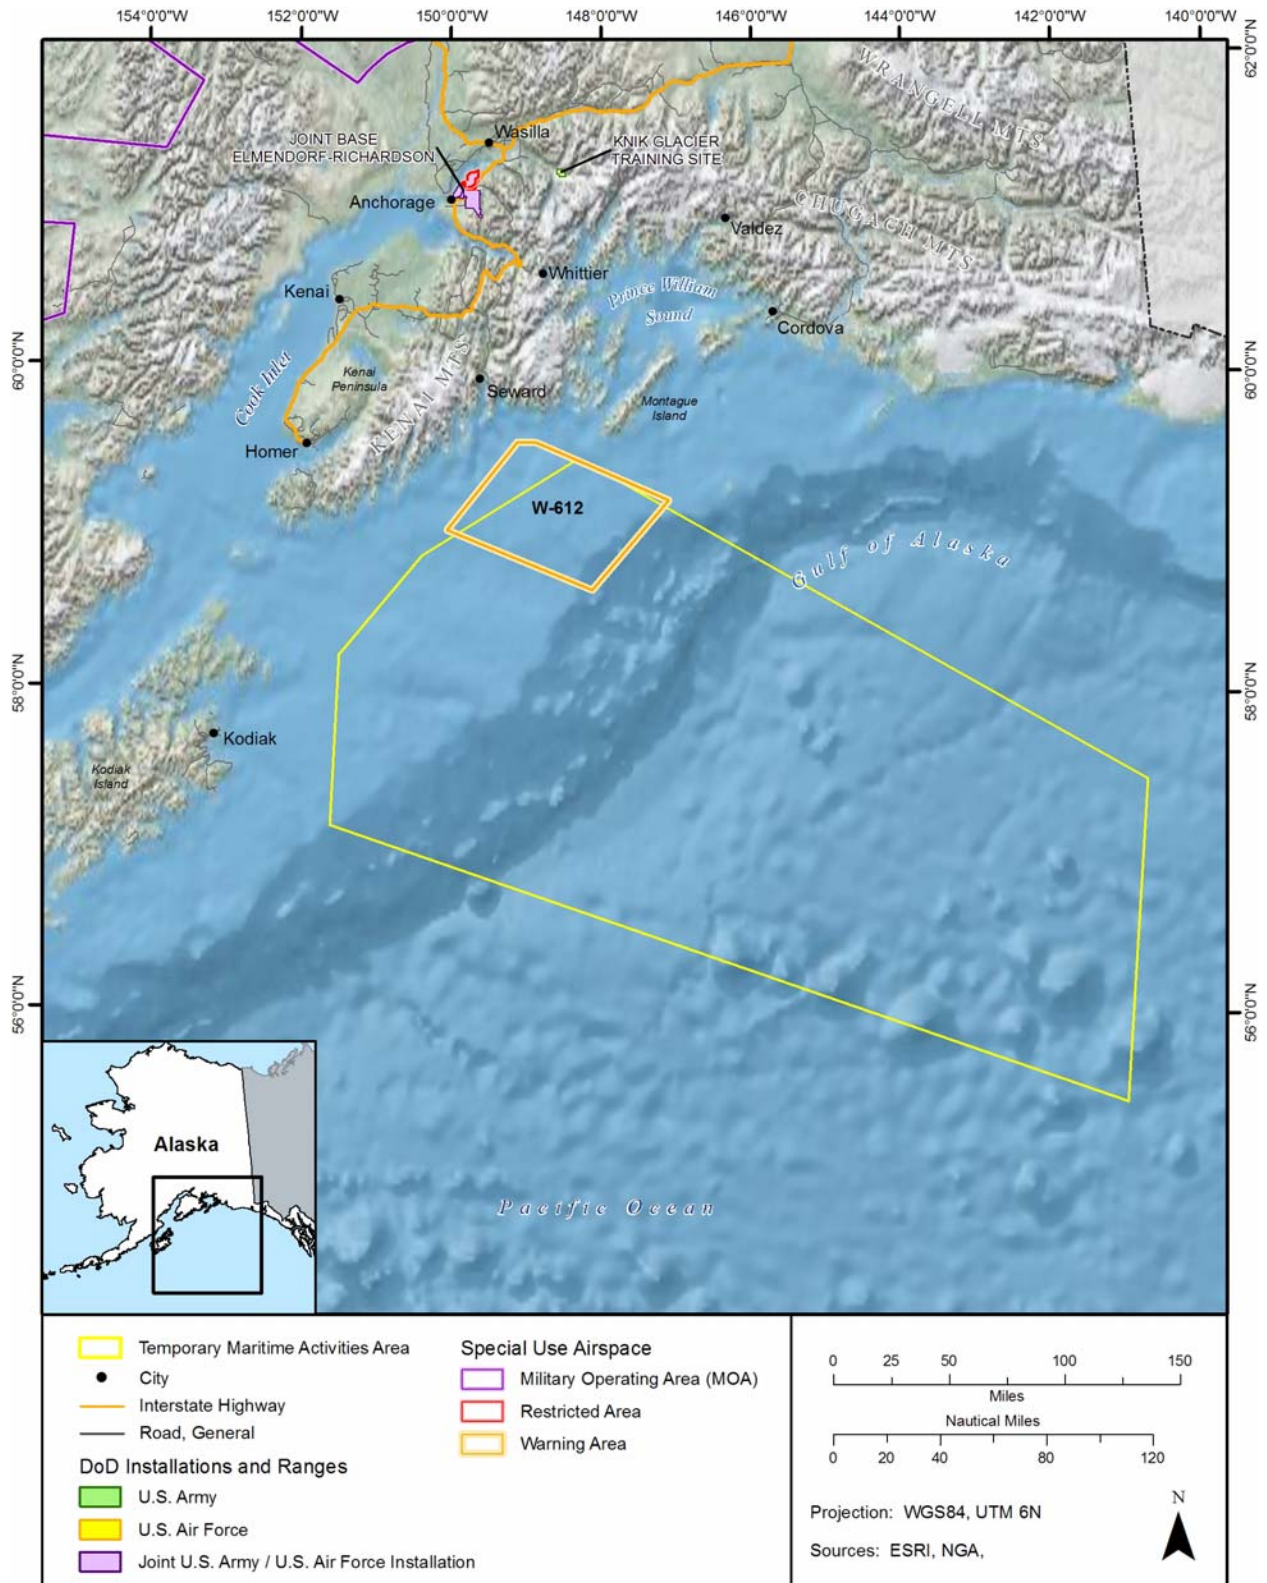 154°0'0"W 152°0'0"W 150°0'0"W 148°0'0"W 146°0'0"W 144°0'0"W 142°0'0"W 140°0'0"W
62°0'0"N
WRANGELL MTS
Wasilla
JOINT BASE
ELMENDORF-RICHARDSON
KNIK GLACIER
TRAINING SITE
Anchorage
CHUGACH MTS
Valdez
Whittier
Kenai
Prince William
Sound
Cordova
60°0'0"N
60°0'0"N
Cook Inlet
Kenai
Peninsula
KENAI MTS
Seward
Montague
Island
Homer
W-612
Gulf of Alaska
58°0'0"N
58°0'0"N
Kodiak
Kodiak
Island
56°0'0"N
56°0'0"N
Alaska
Pacific Ocean
Temporary Maritime Activities Area
City
Interstate Highway
Road, General
DoD Installations and Ranges
U.S. Army
U.S. Air Force
Joint U.S. Army / U.S. Air Force Installation
Special Use Airspace
Military Operating Area (MOA)
Restricted Area
Warning Area
0 25 50 100 150
Miles
Nautical Miles
0 20 40 80 120
N
Projection: WGS84, UTM 6N
Sources: ESRI, NGA,